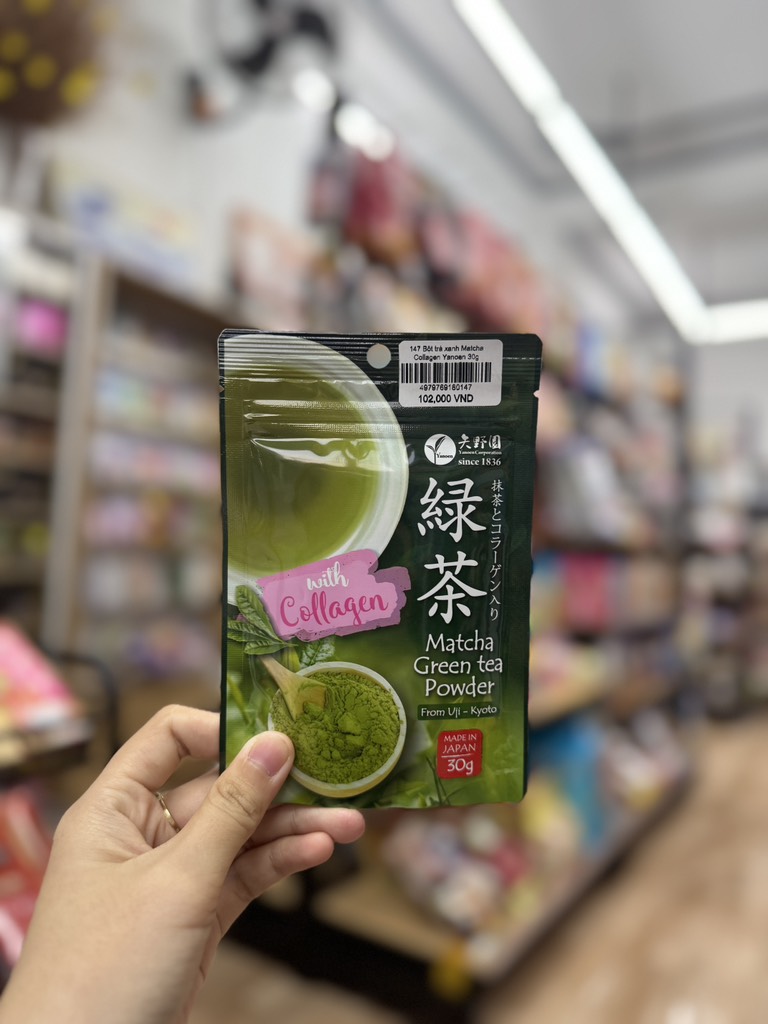 147 Bột trà xanh Matcha
Collagen Yanoen 30g
4979769180147
102,000 VND
Yanoen
矢野園
Yanoen Corporation
since 1836
抹茶とコラーゲン入り
緑茶
with
Collagen
Matcha
Green tea
Powder
From Uji - Kyoto
MADE IN
JAPAN
30g